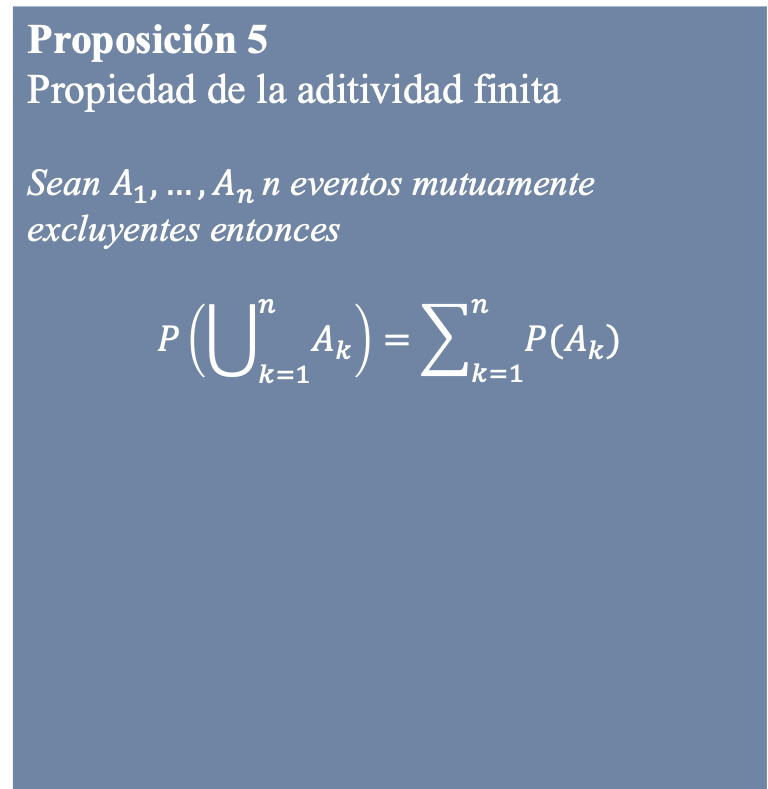 Proposición 5
Propiedad de la aditividad finita
Sean A₁, … , Aₙ n eventos mutuamente
excluyentes entonces
P(⋃ₖ₌₁ⁿ Aₖ) = ∑ₖ₌₁ⁿ P(Aₖ)